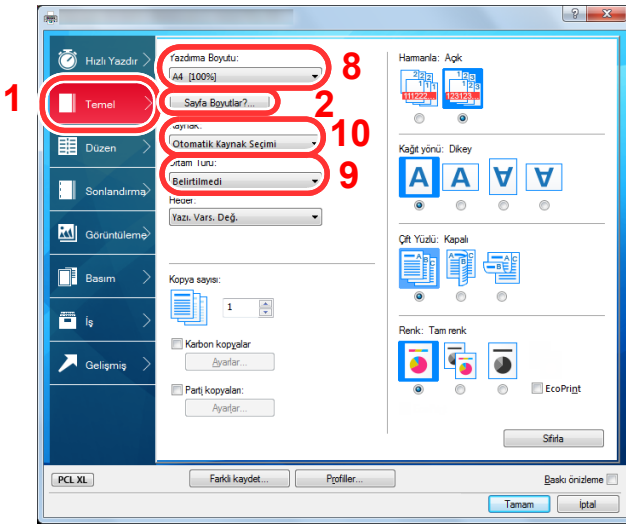 1
Hızlı Yazdır
Temel
Düzen
Sonlandırma
Görüntüleme
Basım
İş
Gelişmiş
Yazdırma Boyutu:
A4 [100%]
8
Sayfa Boyutlar?...
2
Kaynak:
Otomatik Kaynak Seçimi
10
Ortam Türü:
Belirtilmedi
9
Heder:
Yazı. Vars. Değ.
Kopya sayısı:
1
Karbon kopyalar
Ayarlar...
Parti kopyaları:
Ayarlar...
Hamanla: Açık
Kağıt yönü: Dikey
A A A A
Çift Yüzlü: Kapalı
Renk: Tam renk
EcoPrint
Sıfırla
PCL XL
Farklı kaydet...
Profiller...
Baskı önizleme
Tamam
İptal